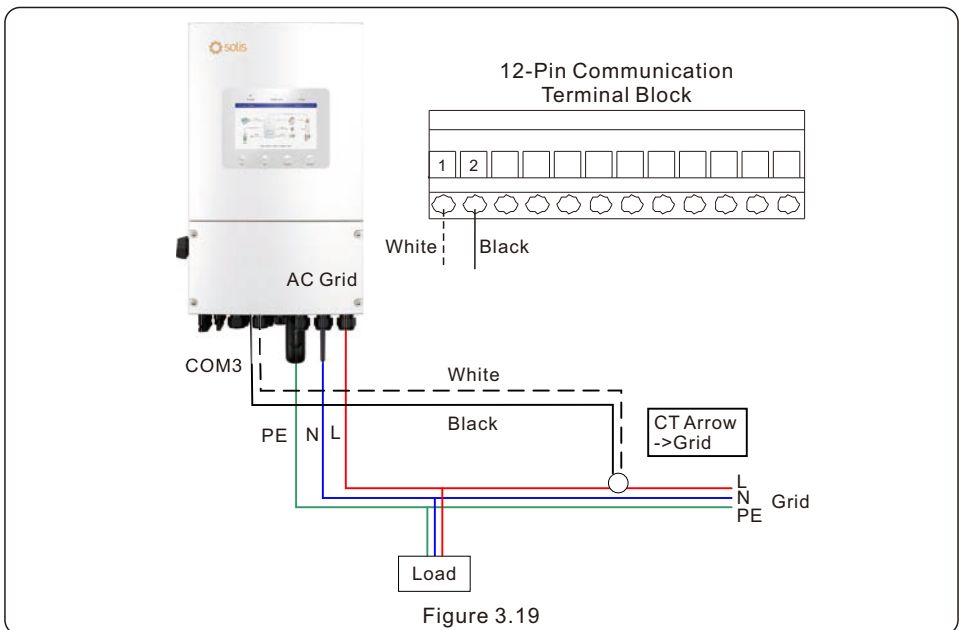 solis
12-Pin Communication
Terminal Block
1 2
White Black
AC Grid
COM3
White
Black
PE N L
CT Arrow
->Grid
L
N Grid
PE
Load
Figure 3.19